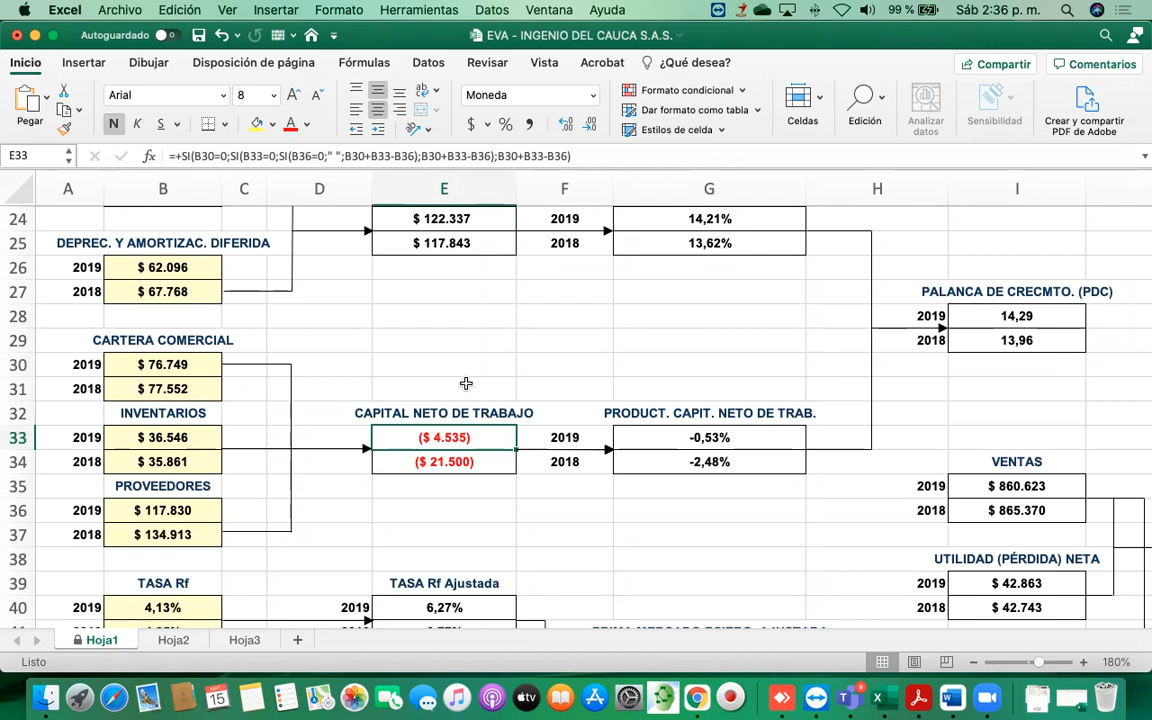 Excel Archivo Edición Ver Insertar Formato Herramientas Datos Ventana Ayuda 99 % Sáb 2:36 p. m.
Autoguardado EVA - INGENIO DEL CAUCA S.A.S.
Inicio Insertar Dibujar Disposición de página Fórmulas Datos Revisar Vista Acrobat ¿Qué desea? Compartir Comentarios
Pegar Arial 8 Moneda Formato condicional Dar formato como tabla Estilos de celda Celdas Edición Analizar datos Sensibilidad Crear y compartir PDF de Adobe
N K S $ % 
E33 fx =+SI(B30=0;SI(B33=0;SI(B36=0;" ";B30+B33-B36);B30+B33-B36);B30+B33-B36)
A B C D E F G H I
24 $ 122.337 2019 14,21%
25 DEPREC. Y AMORTIZAC. DIFERIDA $ 117.843 2018 13,62%
26 2019 $ 62.096
27 2018 $ 67.768 PALANCA DE CRECMTO. (PDC)
28 2019 14,29
29 CARTERA COMERCIAL 2018 13,96
30 2019 $ 76.749
31 2018 $ 77.552
32 INVENTARIOS CAPITAL NETO DE TRABAJO PRODUCT. CAPIT. NETO DE TRAB.
33 2019 $ 36.546 ($ 4.535) 2019 -0,53%
34 2018 $ 35.861 ($ 21.500) 2018 -2,48% VENTAS
35 PROVEEDORES 2019 $ 860.623
36 2019 $ 117.830 2018 $ 865.370
37 2018 $ 134.913
38 UTILIDAD (PÉRDIDA) NETA
39 TASA Rf TASA Rf Ajustada 2019 $ 42.863
40 2019 4,13% 2019 6,27% 2018 $ 42.743
Hoja1 Hoja2 Hoja3
Listo 180%
MAY 15